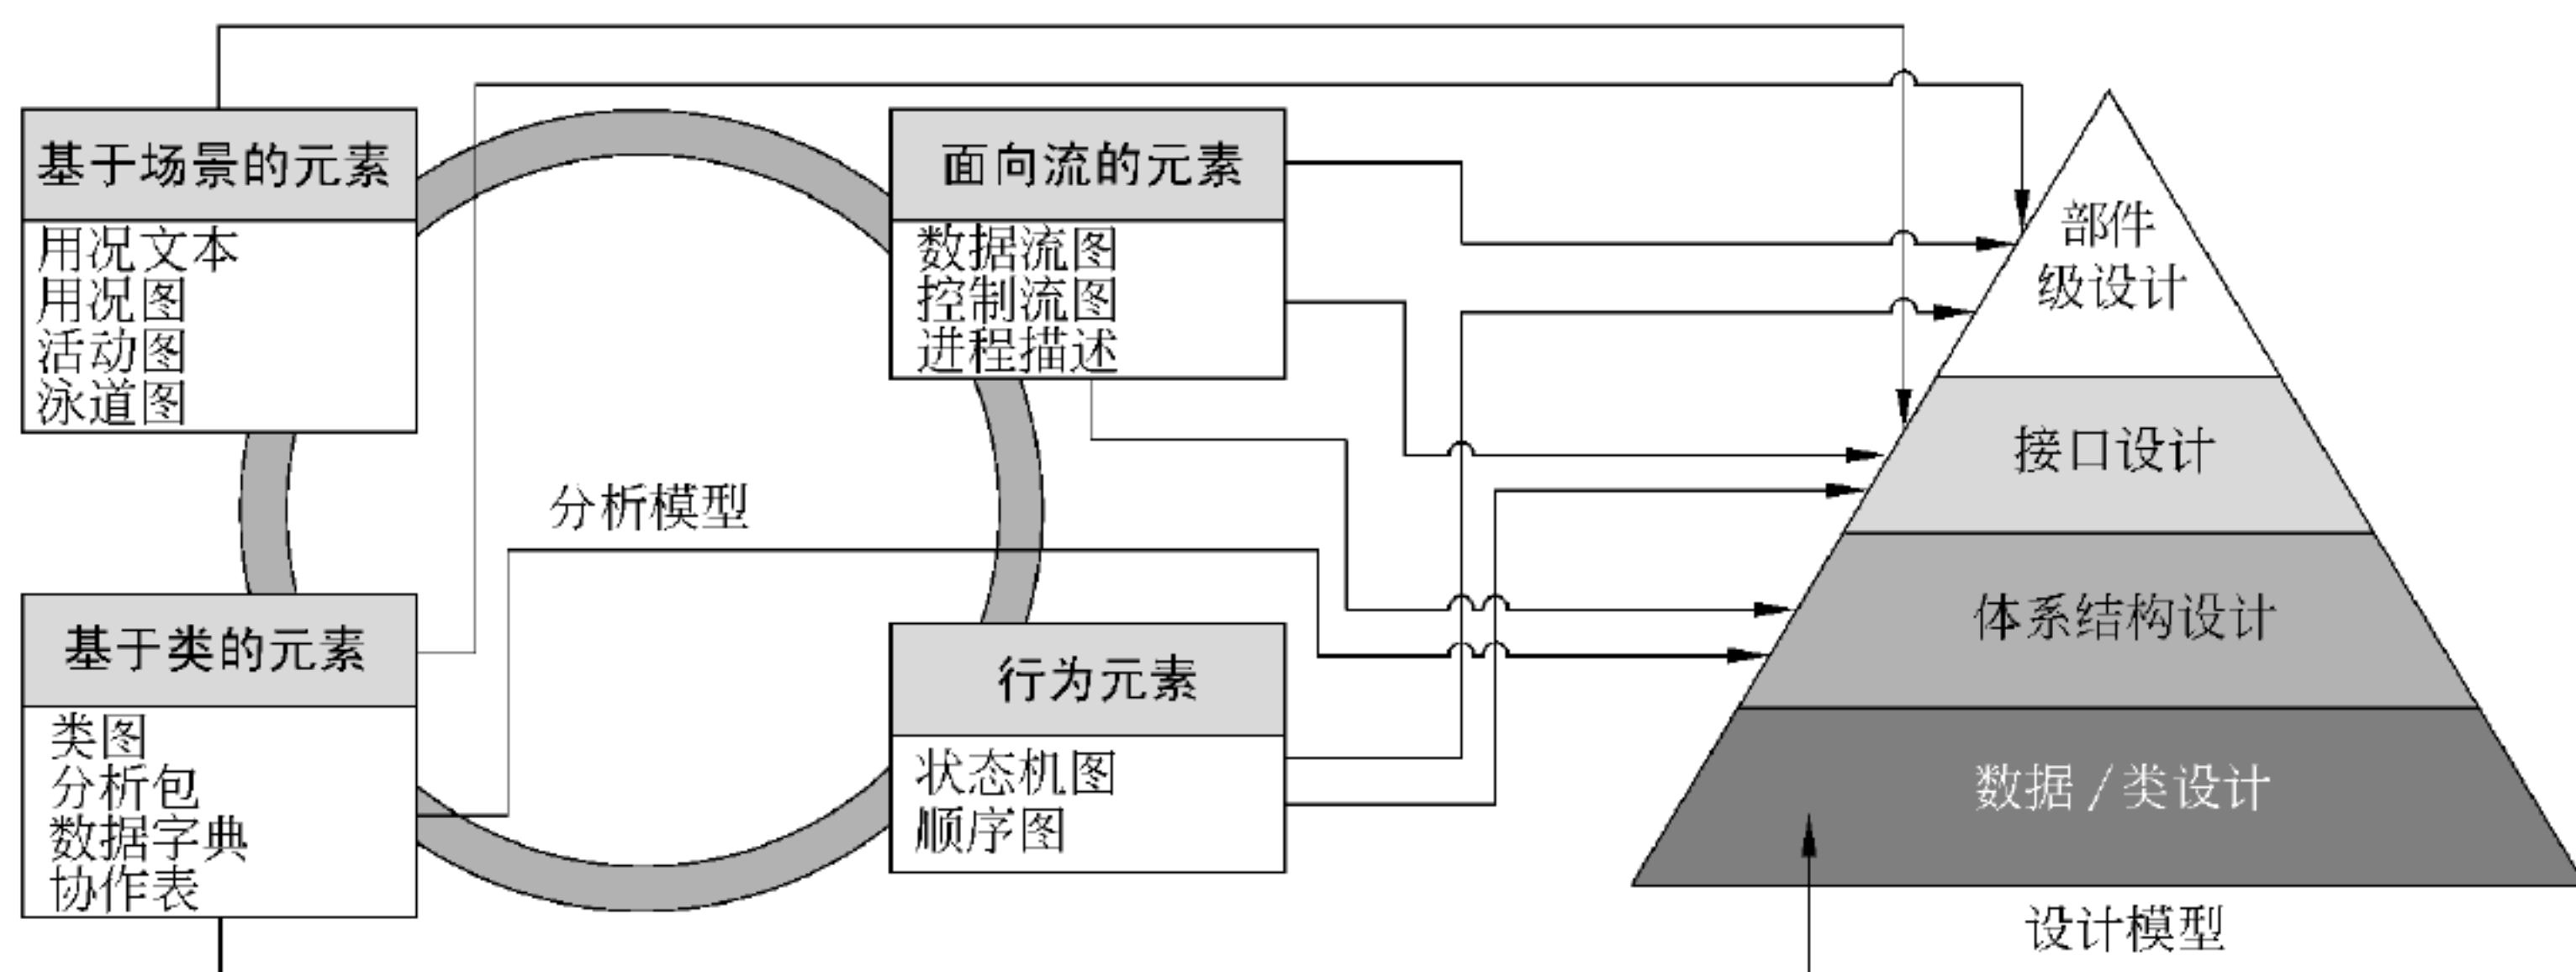 基于场景的元素
用况文本
用况图
活动图
泳道图
面向流的元素
数据流图
控制流图
进程描述
分析模型
基于类的元素
类图
分析包
数据字典
协作表
行为元素
状态机图
顺序图
部件
级设计
接口设计
体系结构设计
数据/类设计
设计模型